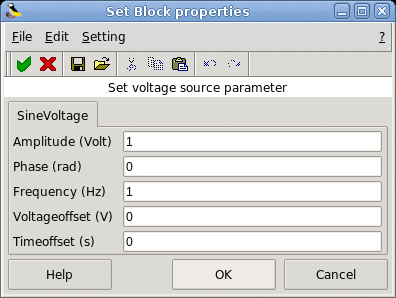 Set Block properties
File Edit Setting ?
Set voltage source parameter
SineVoltage
Amplitude (Volt) 1
Phase (rad) 0
Frequency (Hz) 1
Voltageoffset (V) 0
Timeoffset (s) 0
Help OK Cancel